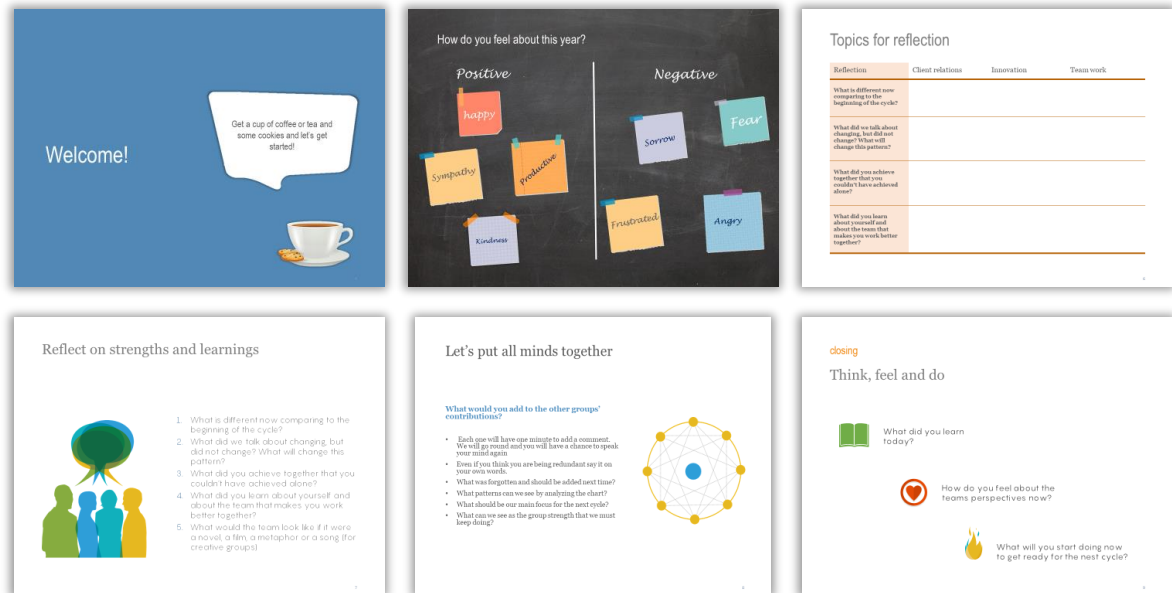 Welcome!
Get a cup of coffee or tea and
some cookies and let's get
started!
How do you feel about this year?
Positive
Negative
happy
Sympathy
Productive
Kindness
Sorrow
Fear
Frustrated
Angry
Topics for reflection
Reflection Client relations Innovation Team work
What is different now
comparing to the
beginning of the cycle?
What did we talk about
changing, but did not
change? What will
change this pattern?
What did you achieve
together that you
couldn't have achieved
alone?
What did you learn
about yourself and
about the team that
makes you work better
together?
Reflect on strengths and learnings
1. What is different now comparing to the
beginning of the cycle?
2. What did we talk about changing, but
did not change? What will change this
pattern?
3. What did you achieve together that you
couldn't have achieved alone?
4. What did you learn about yourself and
about the team that makes you work
better together?
5. What would the team look like if it were
a novel, a film, a metaphor or a song (for
creative groups)
Let's put all minds together
What would you add to the other groups'
contributions?
• Each one will have one minute to add a comment.
We will go round and you will have a chance to speak
your mind again
• Even if you think you are being redundant say it on
your own words.
• What was forgotten and should be added next time?
• What patterns can we see by analyzing the chart?
• What should be our main focus for the next cycle?
• What can we see as the group strength that we must
keep doing?
closing
Think, feel and do
What did you learn
today?
How do you feel about the
teams perspectives now?
What will you start doing now
to get ready for the nest cycle?